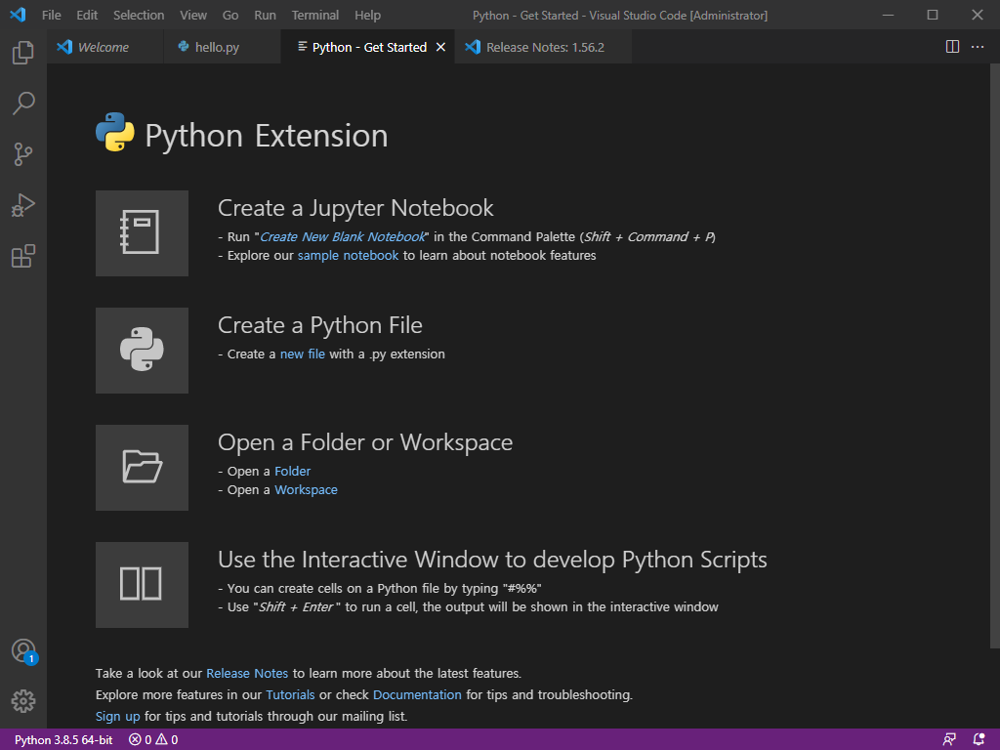 File Edit Selection View Go Run Terminal Help Python - Get Started - Visual Studio Code [Administrator]
Welcome hello.py Python - Get Started Release Notes: 1.56.2
Python Extension
Create a Jupyter Notebook
- Run "Create New Blank Notebook" in the Command Palette (Shift + Command + P)
- Explore our sample notebook to learn about notebook features
Create a Python File
- Create a new file with a .py extension
Open a Folder or Workspace
- Open a Folder
- Open a Workspace
Use the Interactive Window to develop Python Scripts
- You can create cells on a Python file by typing "#%%"
- Use "Shift + Enter " to run a cell, the output will be shown in the interactive window
1
Take a look at our Release Notes to learn more about the latest features.
Explore more features in our Tutorials or check Documentation for tips and troubleshooting.
Sign up for tips and tutorials through our mailing list.
Python 3.8.5 64-bit 0 0